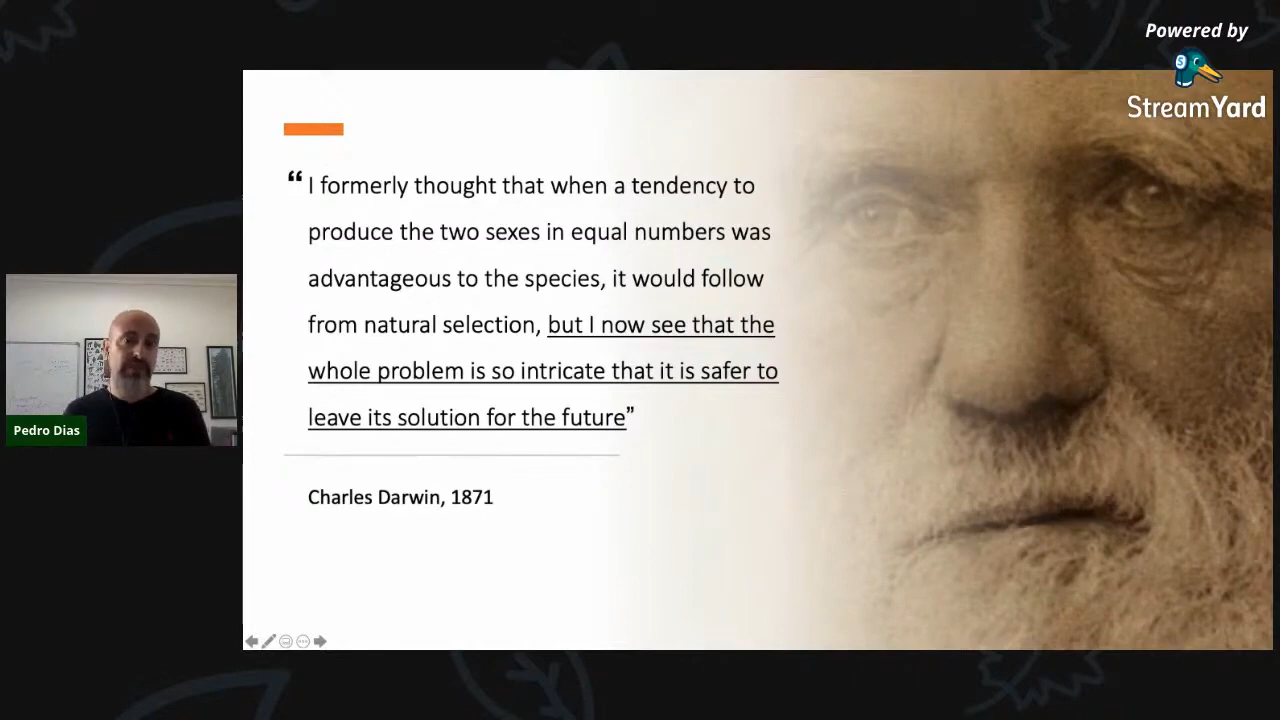 Powered by
StreamYard
“ I formerly thought that when a tendency to
produce the two sexes in equal numbers was
advantageous to the species, it would follow
from natural selection, but I now see that the
whole problem is so intricate that it is safer to
leave its solution for the future”
Charles Darwin, 1871
Pedro Dias